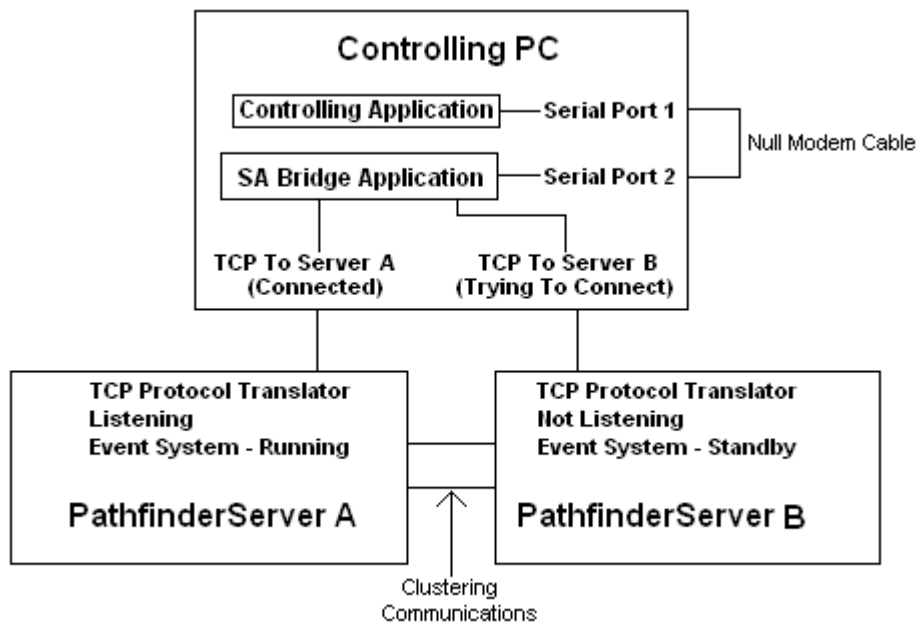 Controlling PC
Controlling Application
Serial Port 1
Null Modem Cable
SA Bridge Application
Serial Port 2
TCP To Server A
(Connected)
TCP To Server B
(Trying To Connect)
TCP Protocol Translator
Listening
Event System - Running
PathfinderServer A
TCP Protocol Translator
Not Listening
Event System - Standby
PathfinderServer B
Clustering
Communications